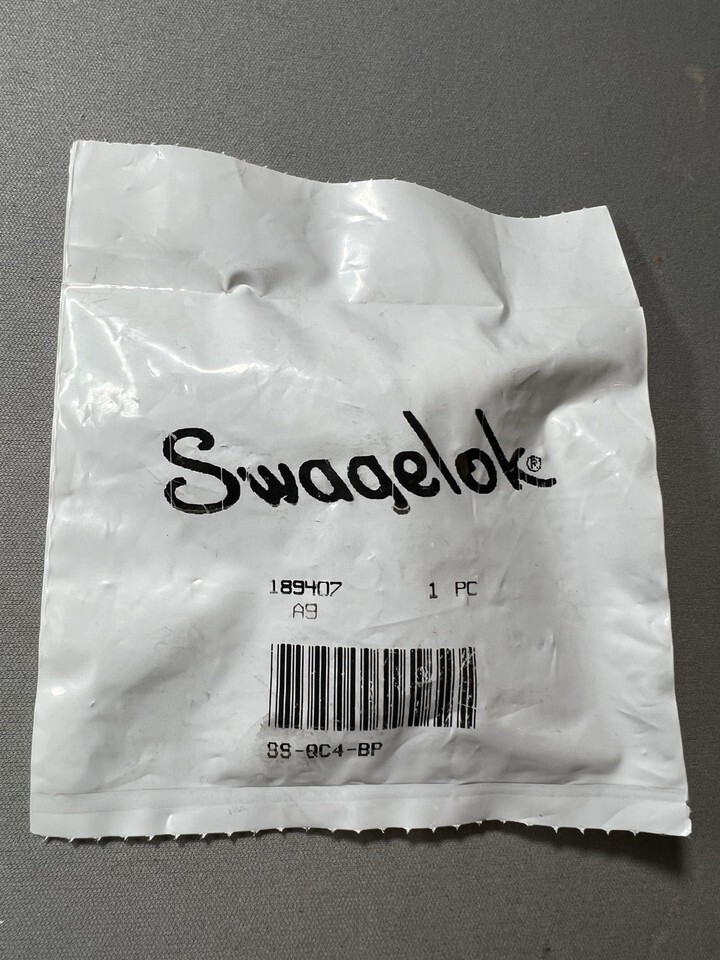 Swagelok®
189407 1 PC
A9
SS-QC4-BP